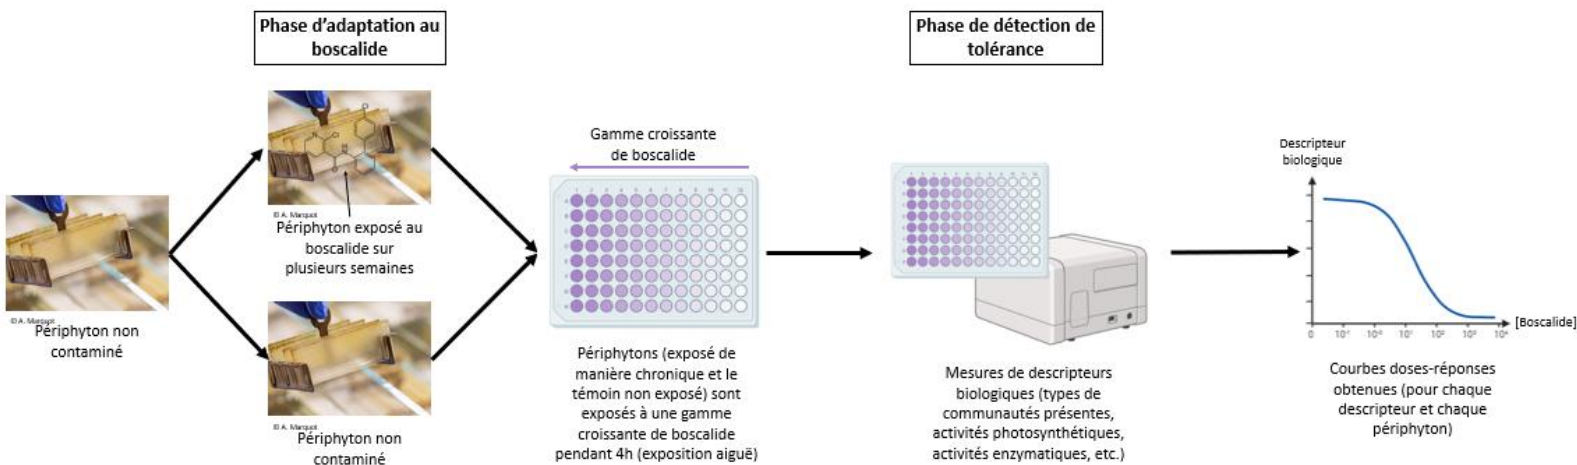 Phase d’adaptation au
boscalide
Phase de détection de
tolérance
© A. Marquot
Périphyton non
contaminé
© A. Marquot
Périphyton exposé au
boscalide sur
plusieurs semaines
© A. Marquot
Périphyton non
contaminé
Gamme croissante
de boscalide
Périphytons (exposé de
manière chronique et le
témoin non exposé) sont
exposés à une gamme
croissante de boscalide
pendant 4h (exposition aiguë)
Mesures de descripteurs
biologiques (types de
communautés présentes,
activités photosynthétiques,
activités enzymatiques, etc.)
Descripteur
biologique
[Boscalide]
Courbes doses-réponses
obtenues (pour chaque
descripteur et chaque
périphyton)